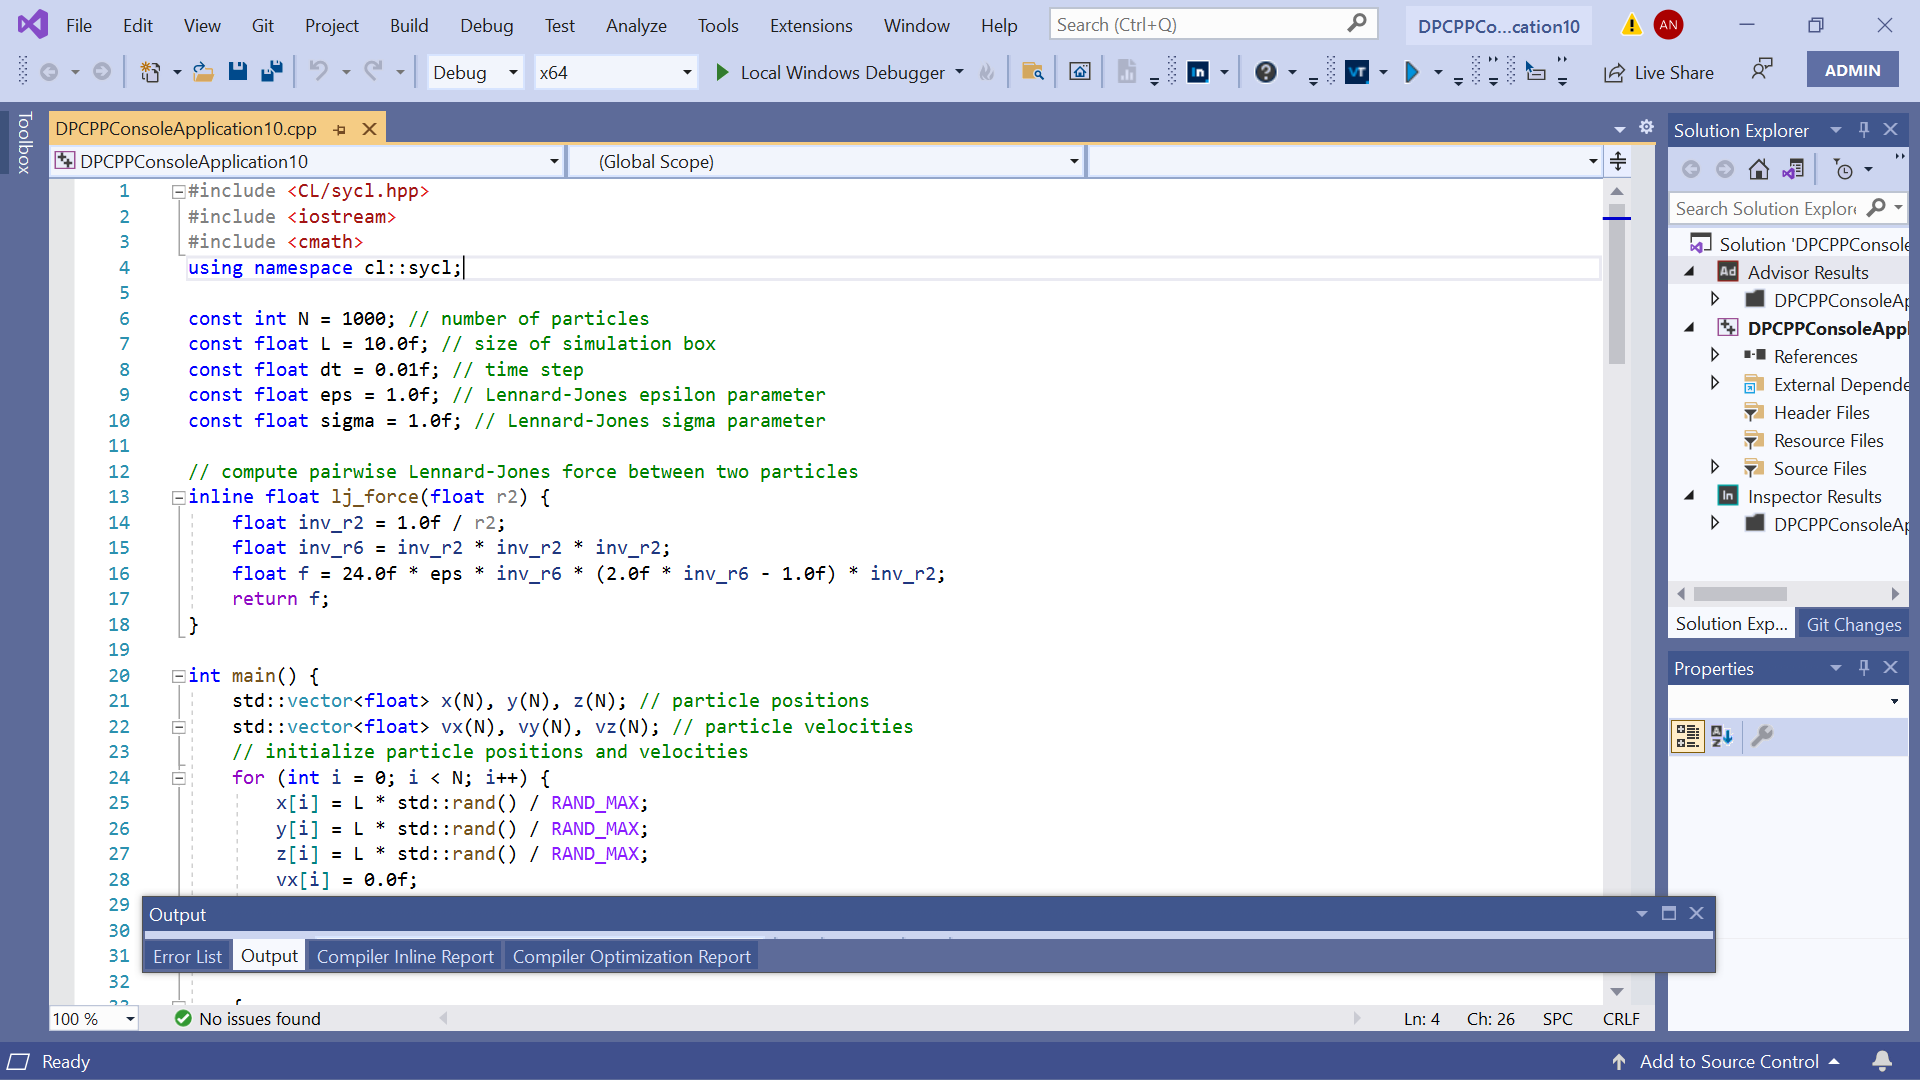 File Edit View Git Project Build Debug Test Analyze Tools Extensions Window Help Search (Ctrl+Q) DPCPPCo...cation10 AN
Debug x64 Local Windows Debugger In VT Live Share ADMIN
Toolbox
DPCPPConsoleApplication10.cpp
DPCPPConsoleApplication10 (Global Scope)
1 #include <CL/sycl.hpp>
2 #include <iostream>
3 #include <cmath>
4 using namespace cl::sycl;
5
6 const int N = 1000; // number of particles
7 const float L = 10.0f; // size of simulation box
8 const float dt = 0.01f; // time step
9 const float eps = 1.0f; // Lennard-Jones epsilon parameter
10 const float sigma = 1.0f; // Lennard-Jones sigma parameter
11
12 // compute pairwise Lennard-Jones force between two particles
13 inline float lj_force(float r2) {
14 float inv_r2 = 1.0f / r2;
15 float inv_r6 = inv_r2 * inv_r2 * inv_r2;
16 float f = 24.0f * eps * inv_r6 * (2.0f * inv_r6 - 1.0f) * inv_r2;
17 return f;
18 }
19
20 int main() {
21 std::vector<float> x(N), y(N), z(N); // particle positions
22 std::vector<float> vx(N), vy(N), vz(N); // particle velocities
23 // initialize particle positions and velocities
24 for (int i = 0; i < N; i++) {
25 x[i] = L * std::rand() / RAND_MAX;
26 y[i] = L * std::rand() / RAND_MAX;
27 z[i] = L * std::rand() / RAND_MAX;
28 vx[i] = 0.0f;
29
30
31
32
Output
Error List Output Compiler Inline Report Compiler Optimization Report
100 % No issues found Ln: 4 Ch: 26 SPC CRLF
Solution Explorer
Search Solution Explore
Solution 'DPCPPConsole
Ad Advisor Results
DPCPPConsoleAp
DPCPPConsoleAppl
References
External Depende
Header Files
Resource Files
Source Files
In Inspector Results
DPCPPConsoleAp
Solution Exp... Git Changes
Properties
Ready Add to Source Control